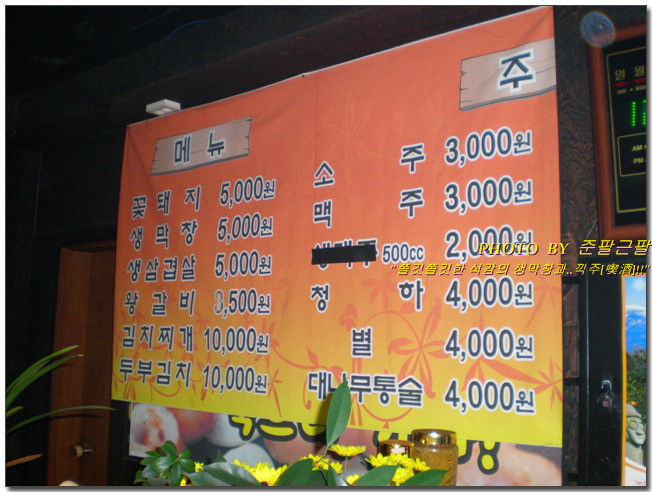 메뉴
꽃돼지 5,000원
생막창 5,000원
생삼겹살 5,000원
왕갈비 3,500원
김치찌개 10,000원
두부김치 10,000원
주
소주 3,000원
맥주 3,000원
500cc 2,000원
청하 4,000원
별 4,000원
대나무통술 4,000원
일 월
AM
PM
PHOTO BY 준팔근팔
"쫄깃쫄깃한 식감의 생막창과..끽주[喫酒]!!"